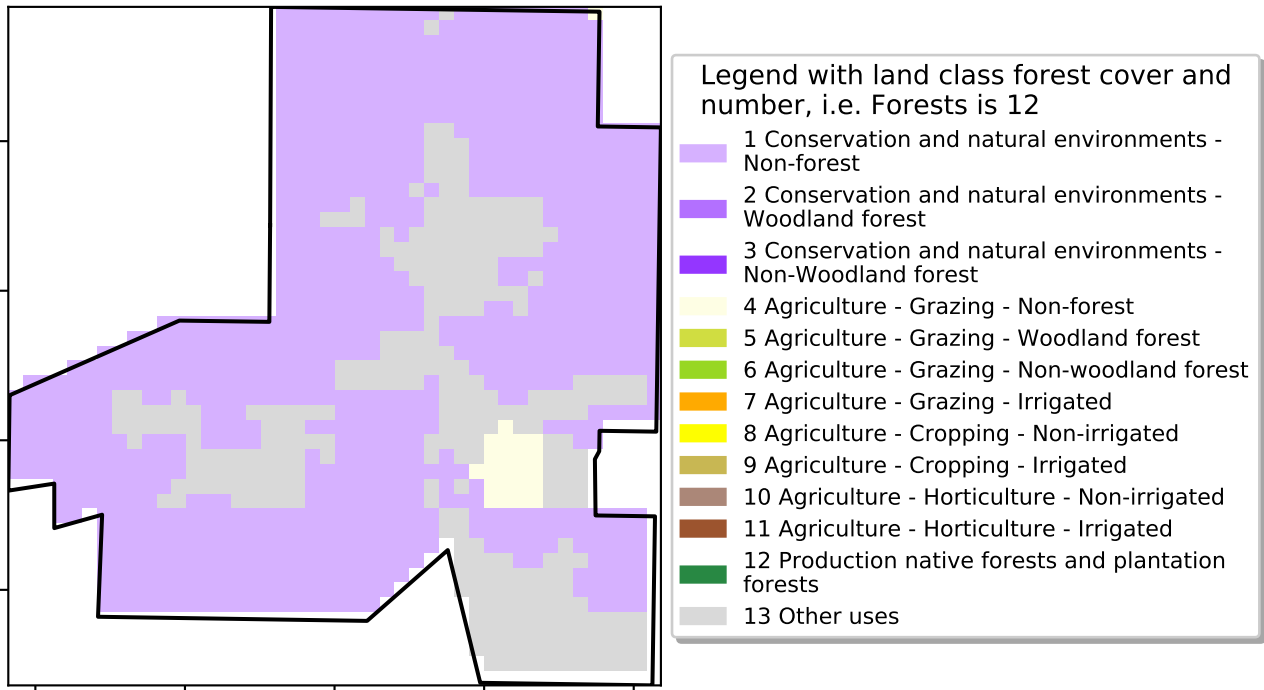 Legend with land class forest cover and
number, i.e. Forests is 12
1 Conservation and natural environments -
Non-forest
2 Conservation and natural environments -
Woodland forest
3 Conservation and natural environments -
Non-Woodland forest
4 Agriculture - Grazing - Non-forest
5 Agriculture - Grazing - Woodland forest
6 Agriculture - Grazing - Non-woodland forest
7 Agriculture - Grazing - Irrigated
8 Agriculture - Cropping - Non-irrigated
9 Agriculture - Cropping - Irrigated
10 Agriculture - Horticulture - Non-irrigated
11 Agriculture - Horticulture - Irrigated
12 Production native forests and plantation
forests
13 Other uses